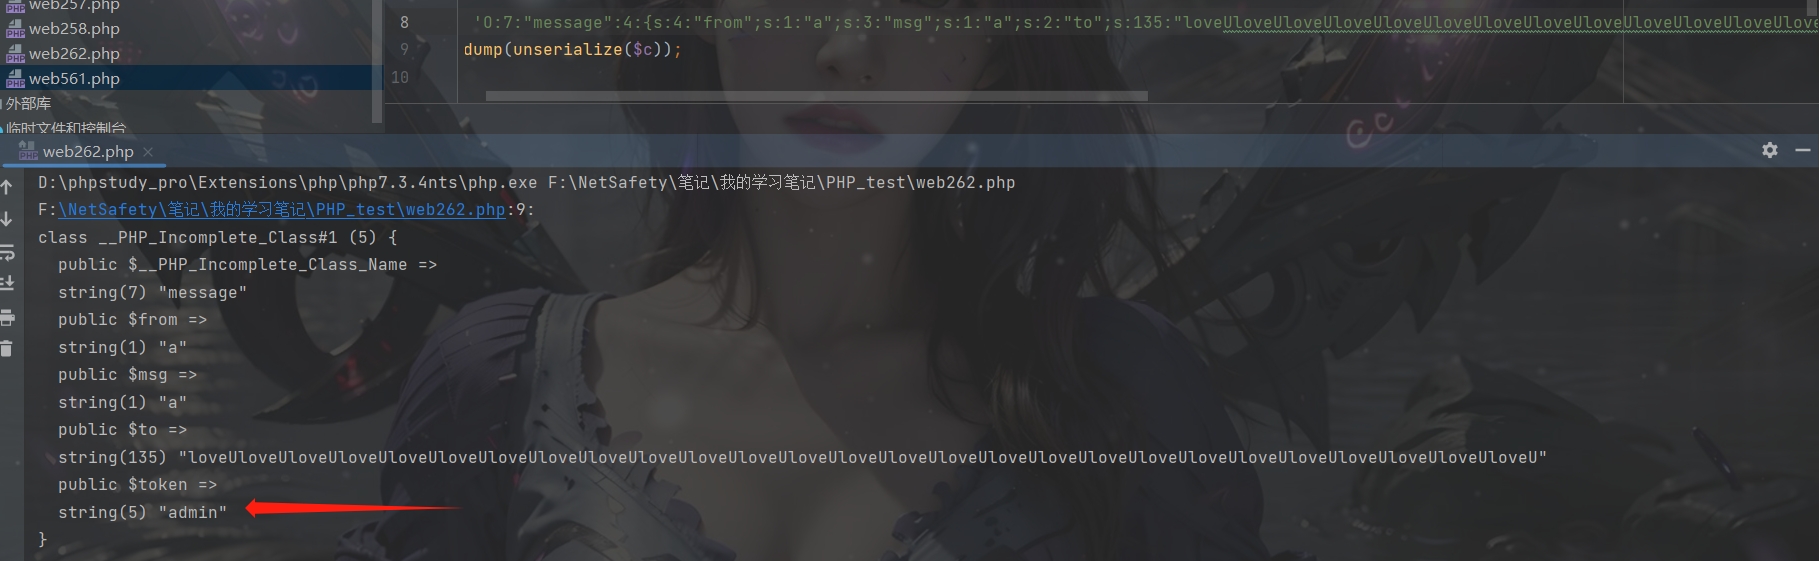 web257.php
web258.php
web262.php
web561.php
外部库
临时文件和控制台
8 'O:7:"message":4:{s:4:"from";s:1:"a";s:3:"msg";s:1:"a";s:2:"to";s:135:"loveUloveUloveUloveUloveUloveUloveUloveUloveUloveUloveUloveUlove
9 dump(unserialize($c));
10
web262.php
D:\phpstudy_pro\Extensions\php\php7.3.4nts\php.exe F:\NetSafety\笔记\我的学习笔记\PHP_test\web262.php
F:\NetSafety\笔记\我的学习笔记\PHP_test\web262.php:9:
class __PHP_Incomplete_Class#1 (5) {
public $__PHP_Incomplete_Class_Name =>
string(7) "message"
public $from =>
string(1) "a"
public $msg =>
string(1) "a"
public $to =>
string(135) "loveUloveUloveUloveUloveUloveUloveUloveUloveUloveUloveUloveUloveUloveUloveUloveUloveUloveUloveUloveUloveUloveUloveUloveUloveUloveUloveU"
public $token =>
string(5) "admin"
}